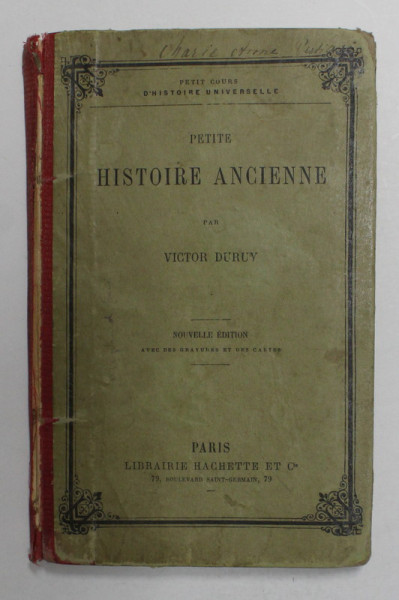 PETIT COURS
D'HISTOIRE UNIVERSELLE
PETITE
HISTOIRE ANCIENNE
PAR
VICTOR DURUY
NOUVELLE ÉDITION
AVEC DES GRAVURES ET DES CARTES
PARIS
LIBRAIRIE HACHETTE ET Cie
79, BOULEVARD SAINT-GERMAIN, 79